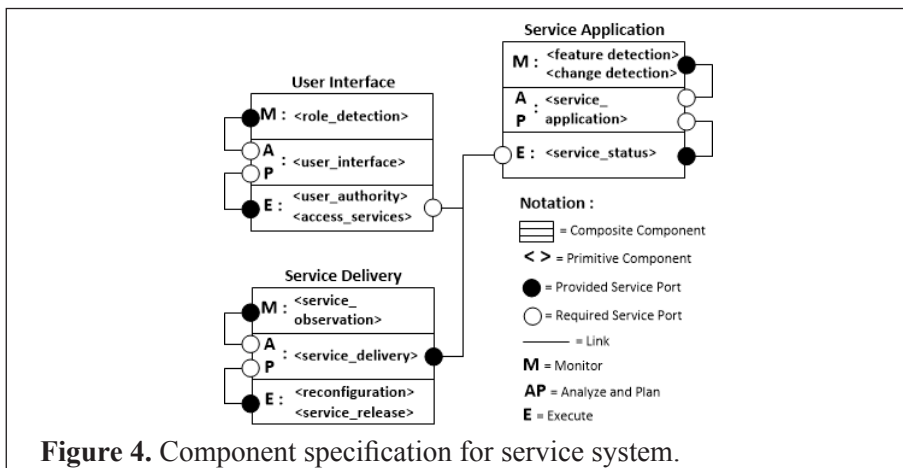 Service Application
M : <feature detection>
<change detection>
A
P : <service_
application>
E : <service_status>
User Interface
M : <role_detection>
A
P : <user_interface>
E : <user_authority>
<access_services>
Service Delivery
M : <service_
observation>
A
P : <service_delivery>
E : <reconfiguration>
<service_release>
Notation :
= Composite Component
< > = Primitive Component
= Provided Service Port
= Required Service Port
= Link
M = Monitor
AP = Analyze and Plan
E = Execute
Figure 4. Component specification for service system.